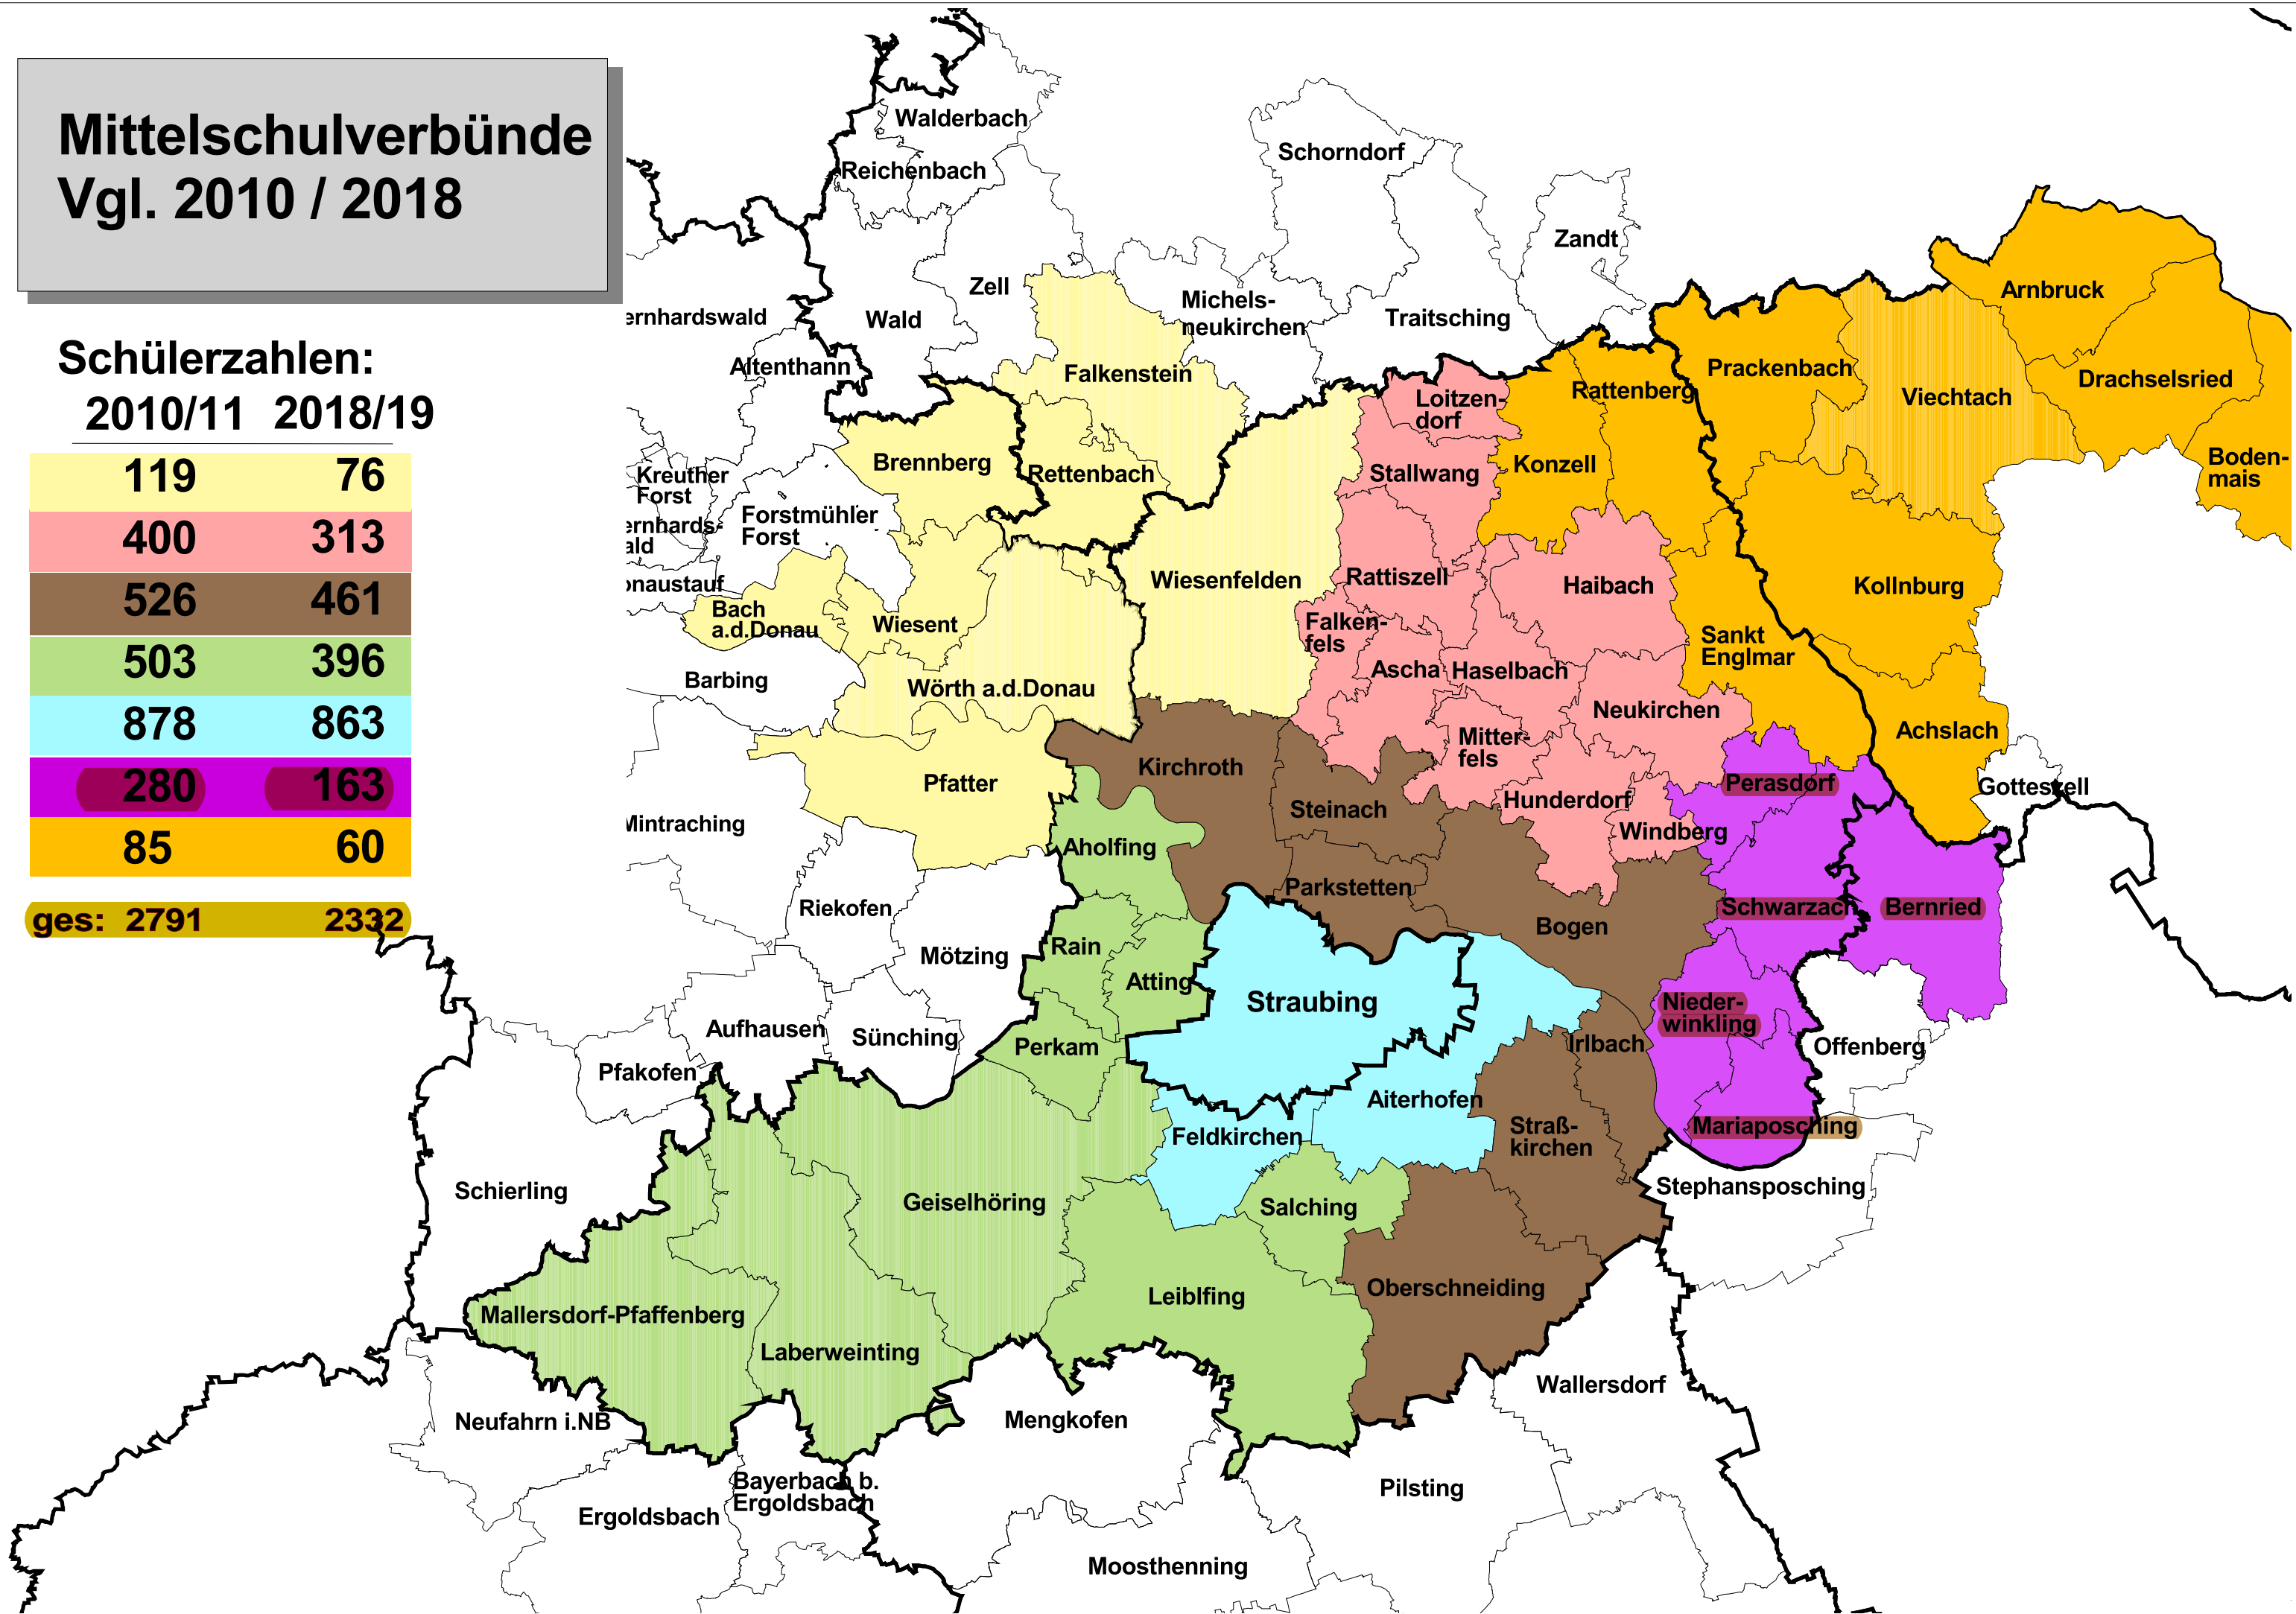 Mittelschulverbünde
Vgl. 2010 / 2018
Schülerzahlen:
2010/11 2018/19
119 76
400 313
526 461
503 396
878 863
280 163
85 60
ges: 2791 2332
Walderbach
Reichenbach
Schorndorf
Zandt
Zell
Michels-
neukirchen
Arnbruck
ernhardswald
Wald
Traitsching
Altenthann
Falkenstein
Prackenbach
Rattenberg
Viechtach
Drachselsried
Loitzen-
dorf
Brennberg
Rettenbach
Stallwang
Konzell
Boden-
mais
Kreuther
Forst
Forstmühler
Forst
ernhards-
ald
onaustauf
Wiesenfelden
Rattiszell
Haibach
Kollnburg
Bach
a.d.Donau
Wiesent
Falken-
fels
Sankt
Englmar
Barbing
Wörth a.d.Donau
Ascha
Haselbach
Neukirchen
Achslach
Mitter-
fels
Kirchroth
Pfatter
Perasdorf
Gotteszell
Steinach
Hunderdorf
Mintraching
Windberg
Aholfing
Parkstetten
Riekofen
Schwarzach
Bernried
Bogen
Rain
Mötzing
Atting
Straubing
Nieder-
winkling
Aufhausen
Sünching
Perkam
Irlbach
Offenberg
Pfakofen
Aiterhofen
Feldkirchen
Straß-
kirchen
Mariaposching
Schierling
Geiselhöring
Salching
Stephansposching
Mallersdorf-Pfaffenberg
Leiblfing
Oberschneiding
Laberweinting
Wallersdorf
Neufahrn i.NB
Mengkofen
Bayerbach b.
Ergoldsbach
Pilsting
Ergoldsbach
Moosthenning